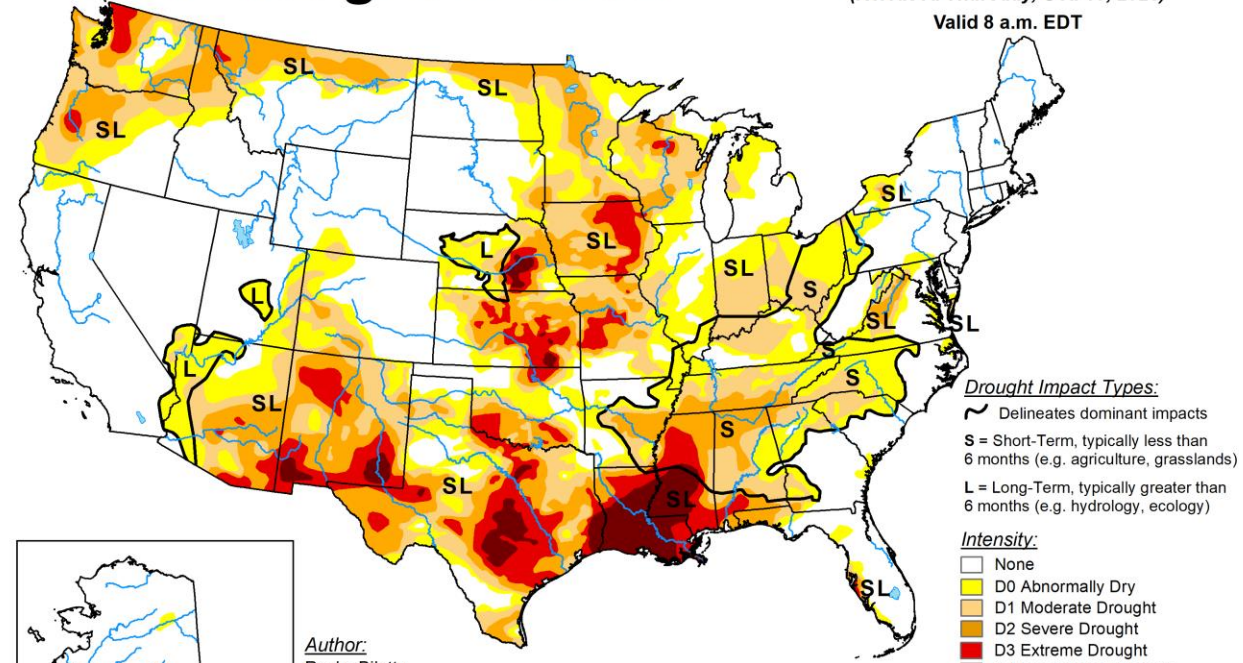 Valid 8 a.m. EDT
SL
SL
SL
SL
L
SL
L
SL
S
SL
SL
SL
L
S
S
SL
S
SL
SL
SL
Drought Impact Types:
Delineates dominant impacts
S = Short-Term, typically less than
6 months (e.g. agriculture, grasslands)
L = Long-Term, typically greater than
6 months (e.g. hydrology, ecology)
Intensity:
None
D0 Abnormally Dry
D1 Moderate Drought
D2 Severe Drought
D3 Extreme Drought
Author: